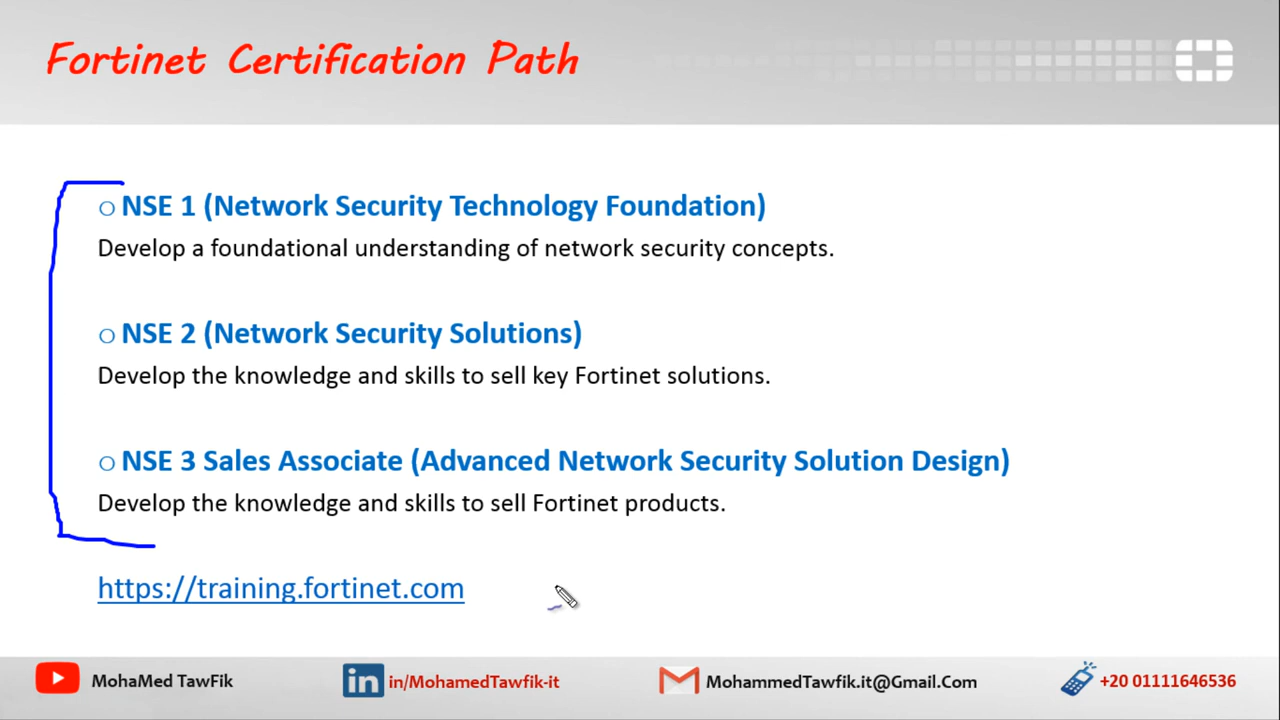 Fortinet Certification Path
NSE 1 (Network Security Technology Foundation)
Develop a foundational understanding of network security concepts.
NSE 2 (Network Security Solutions)
Develop the knowledge and skills to sell key Fortinet solutions.
NSE 3 Sales Associate (Advanced Network Security Solution Design)
Develop the knowledge and skills to sell Fortinet products.
https://training.fortinet.com
MohaMed TawFik
in in/MohamedTawfik-it
MohammedTawfik.it@Gmail.Com
+20 01111646536